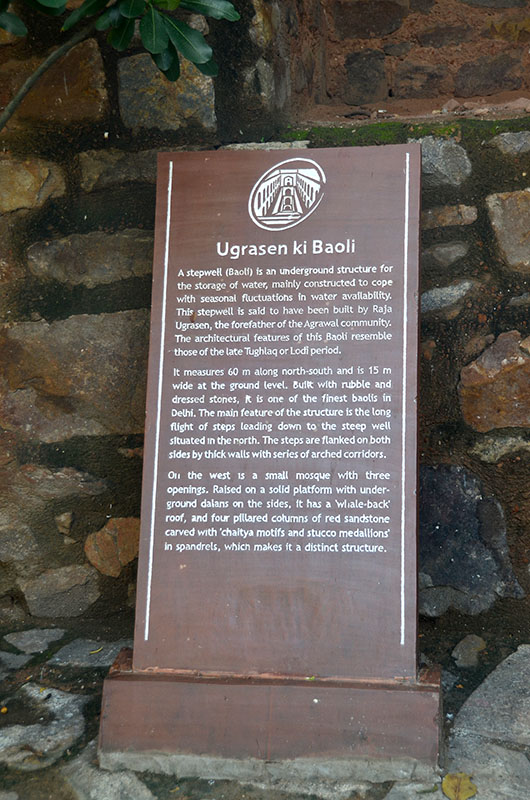 Ugrasen ki Baoli
A stepwell (Baoli) is an underground structure for
the storage of water, mainly constructed to cope
with seasonal fluctuations in water availability.
This stepwell is said to have been built by Raja
Ugrasen, the forefather of the Agrawal community.
The architectural features of this Baoli resemble
those of the late Tughlaq or Lodi period.
It measures 60 m along north-south and is 15 m
wide at the ground level. Built with rubble and
dressed stones, it is one of the finest baolis in
Delhi. The main feature of the structure is the long
flight of steps leading down to the steep well
situated in the north. The steps are flanked on both
sides by thick walls with series of arched corridors.
On the west is a small mosque with three
openings. Raised on a solid platform with under-
ground dalans on the sides, it has a 'whale-back'
roof, and four pillared columns of red sandstone
carved with 'chaitya motifs and stucco medallions'
in spandrels, which makes it a distinct structure.